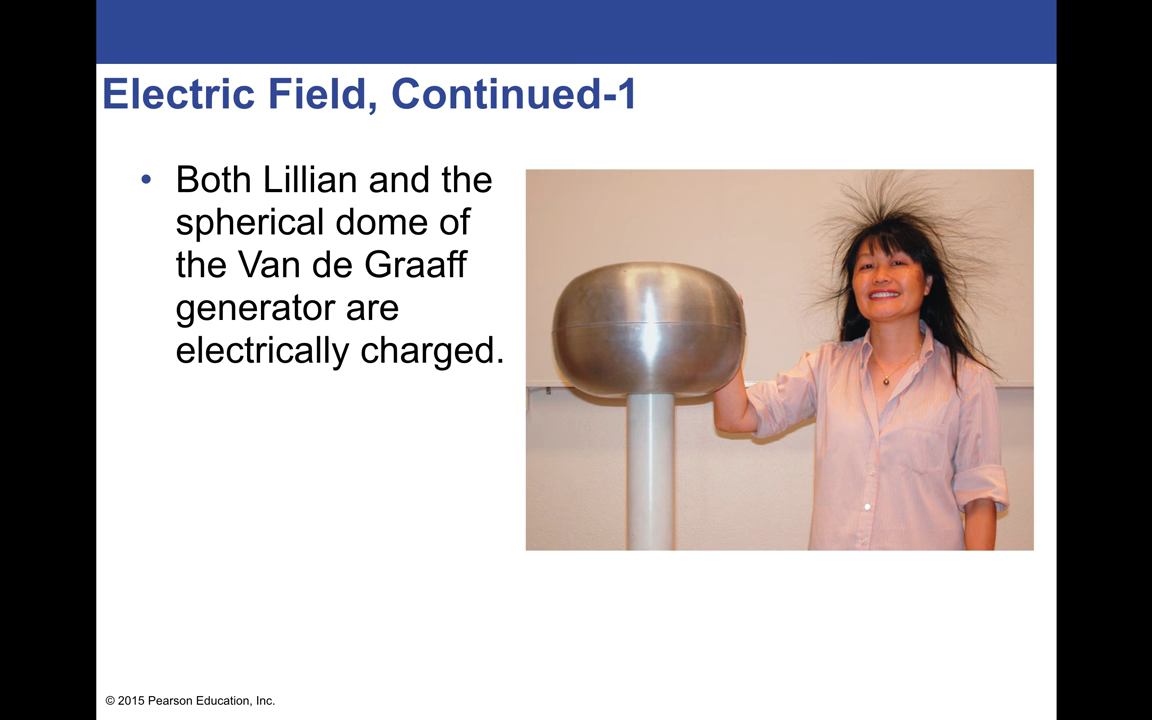 Electric Field, Continued-1
• Both Lillian and the
spherical dome of
the Van de Graaff
generator are
electrically charged.
© 2015 Pearson Education, Inc.